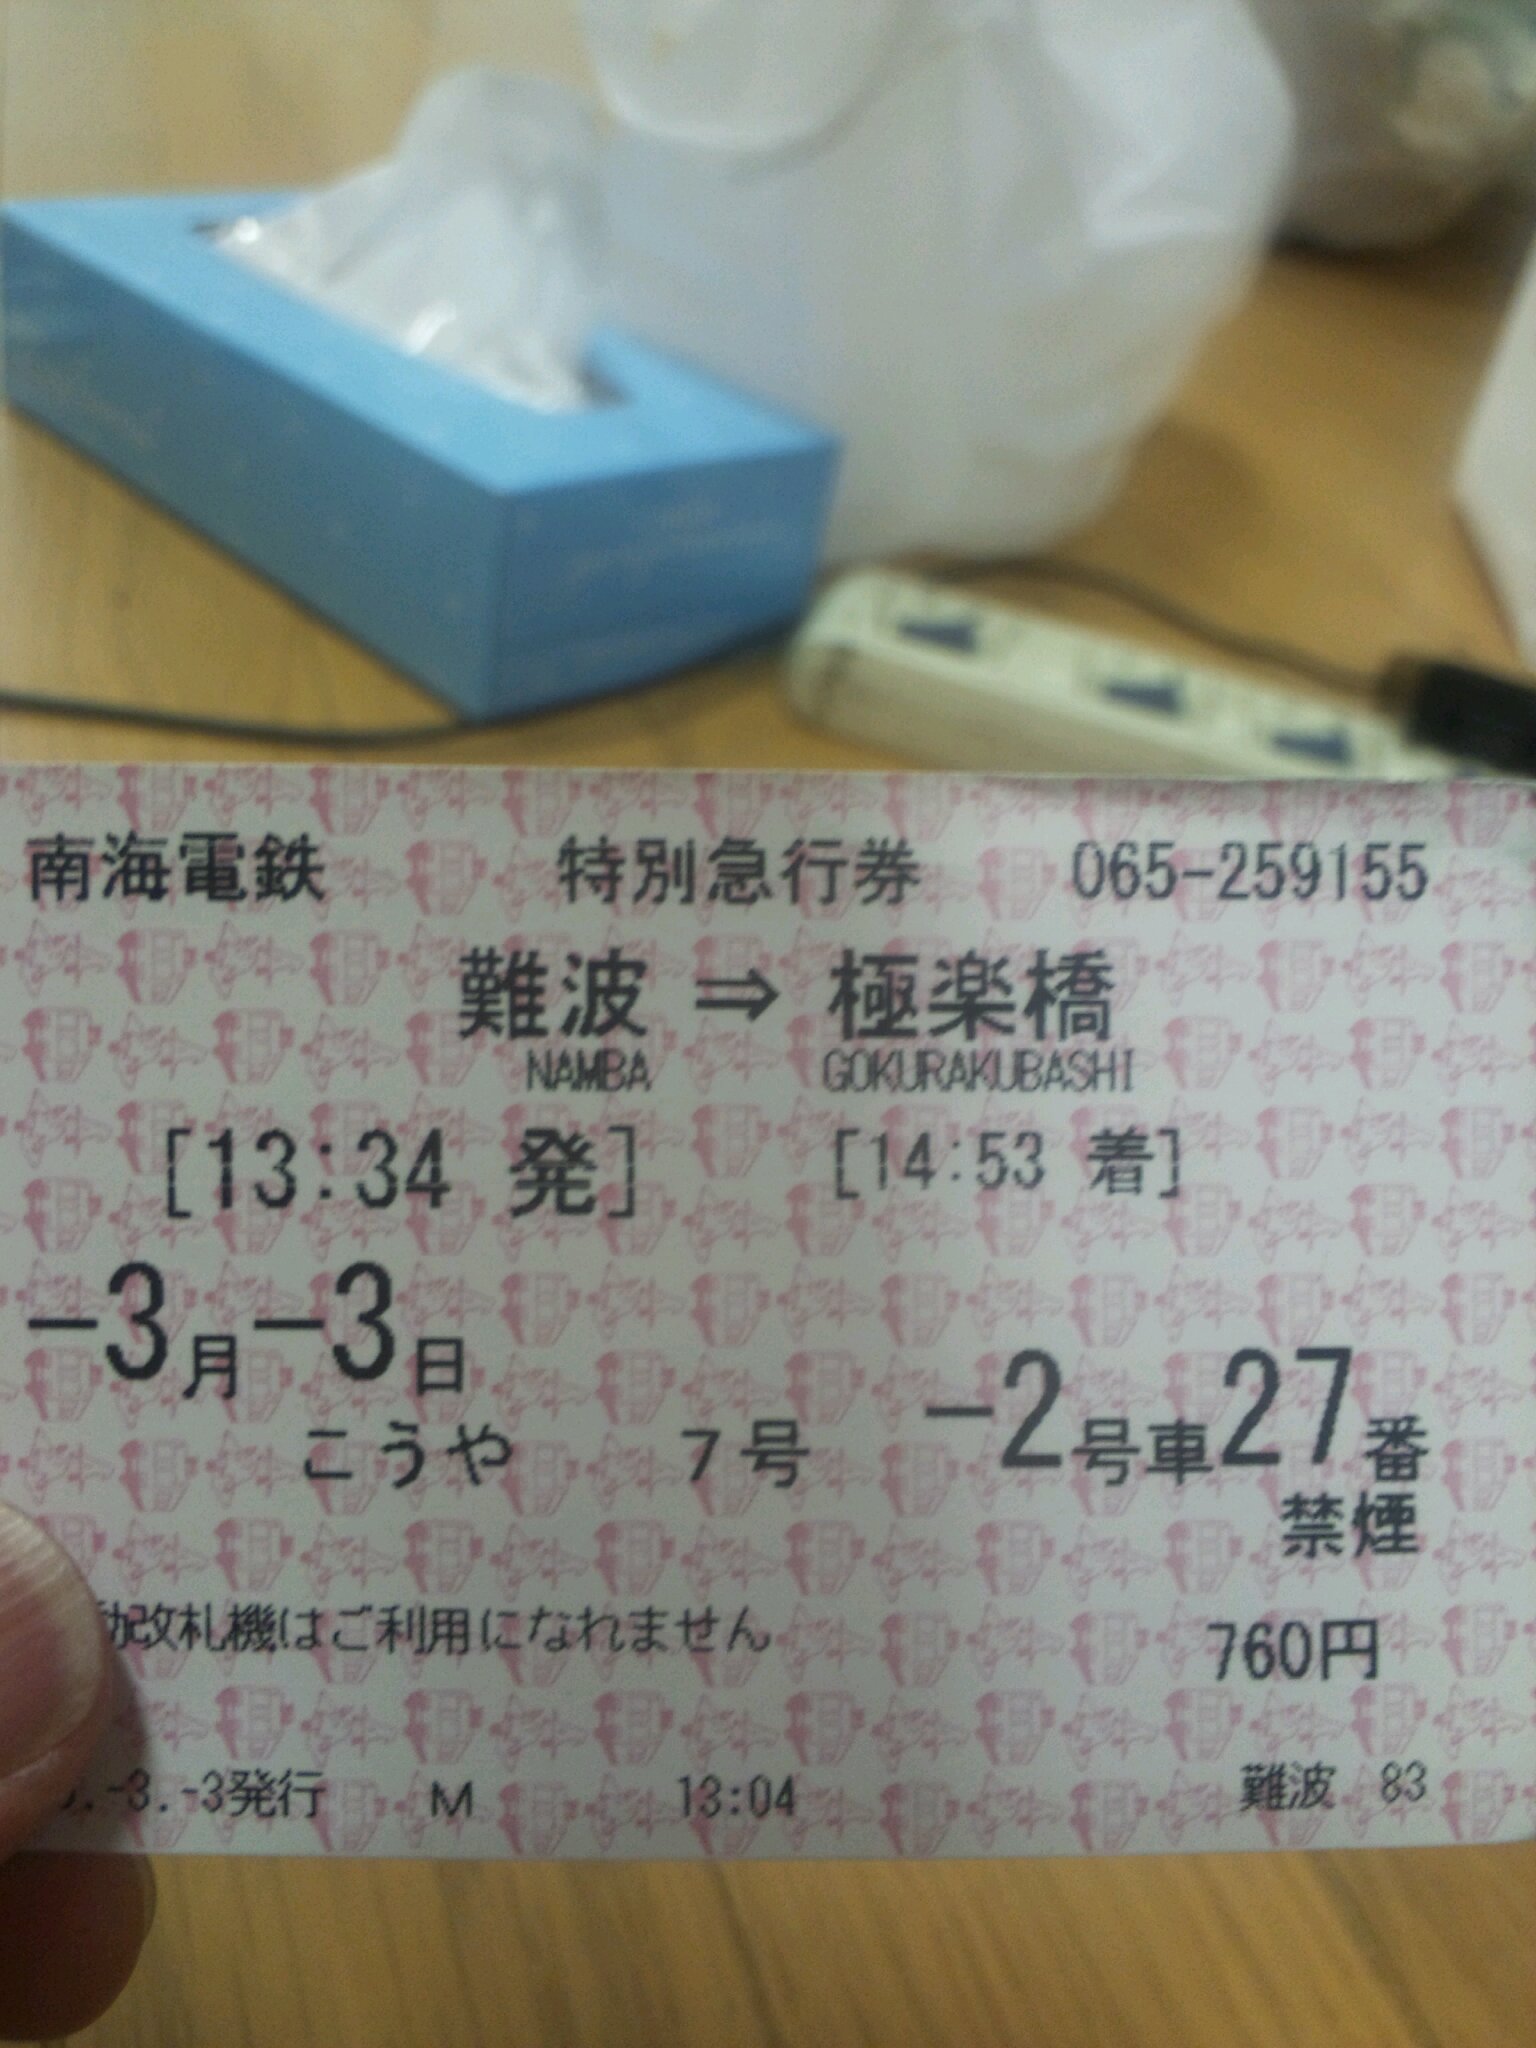 南海電鉄 特別急行券 065-259155
難波 ⇒ 極楽橋
NAMBA GOKURAKUBASHI
[13:34 発] [14:53 着]
-3月-3日
こうや 7号 -2号車27番
禁煙
動改札機はご利用になれません 760円
.-3.-3発行 M 13:04 難波 83